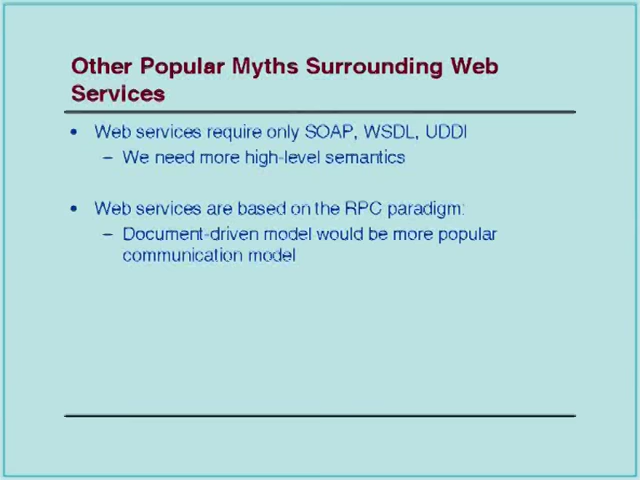 Other Popular Myths Surrounding Web
Services
• Web services require only SOAP, WSDL, UDDI
– We need more high-level semantics
• Web services are based on the RPC paradigm:
– Document-driven model would be more popular
communication model